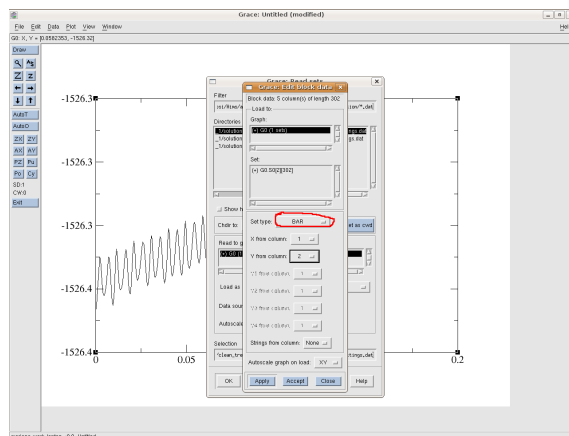 Grace: Untitled (modified)
File Edit Data Plot View Window
G0: X, Y = [0.0582353, -1526.32]
Draw
Z Z
AutoT
AutoO
ZX ZY
AX AY
PZ Pu
Po Cy
SD:1
CW:0
Exit
-1526.3
-1526.3
-1526.3
-1526.4
-1526.4
0
0.05
0.2
Grace: Read sets
Filter
Directories
Chdir to:
Set as cwd
Load as
Autoscale
Selection
OK
Help
Grace: Edit block data
Block data: 5 column(s) of length 302
Load to:
Graph:
(+) G0 (1 sets)
Set:
(+) G0.S0[2][302]
Set type: BAR
X from column: 1
Y from column: 2
Y1 from column: 1
Y2 from column: 1
Y3 from column: 1
Y4 from column: 1
Strings from column: None
Autoscale graph on load: XY
Apply Accept Close